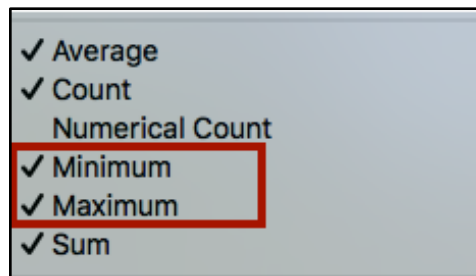 ✓ Average
✓ Count
Numerical Count
✓ Minimum
✓ Maximum
✓ Sum